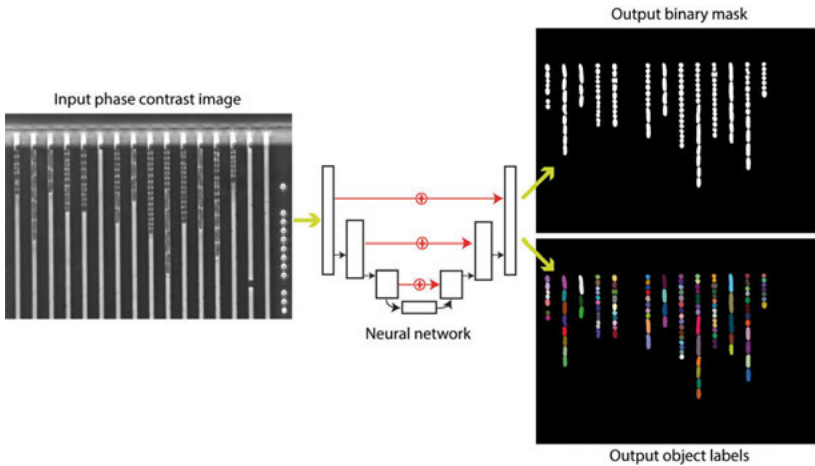 Output binary mask
Input phase contrast image
Neural network
Output object labels